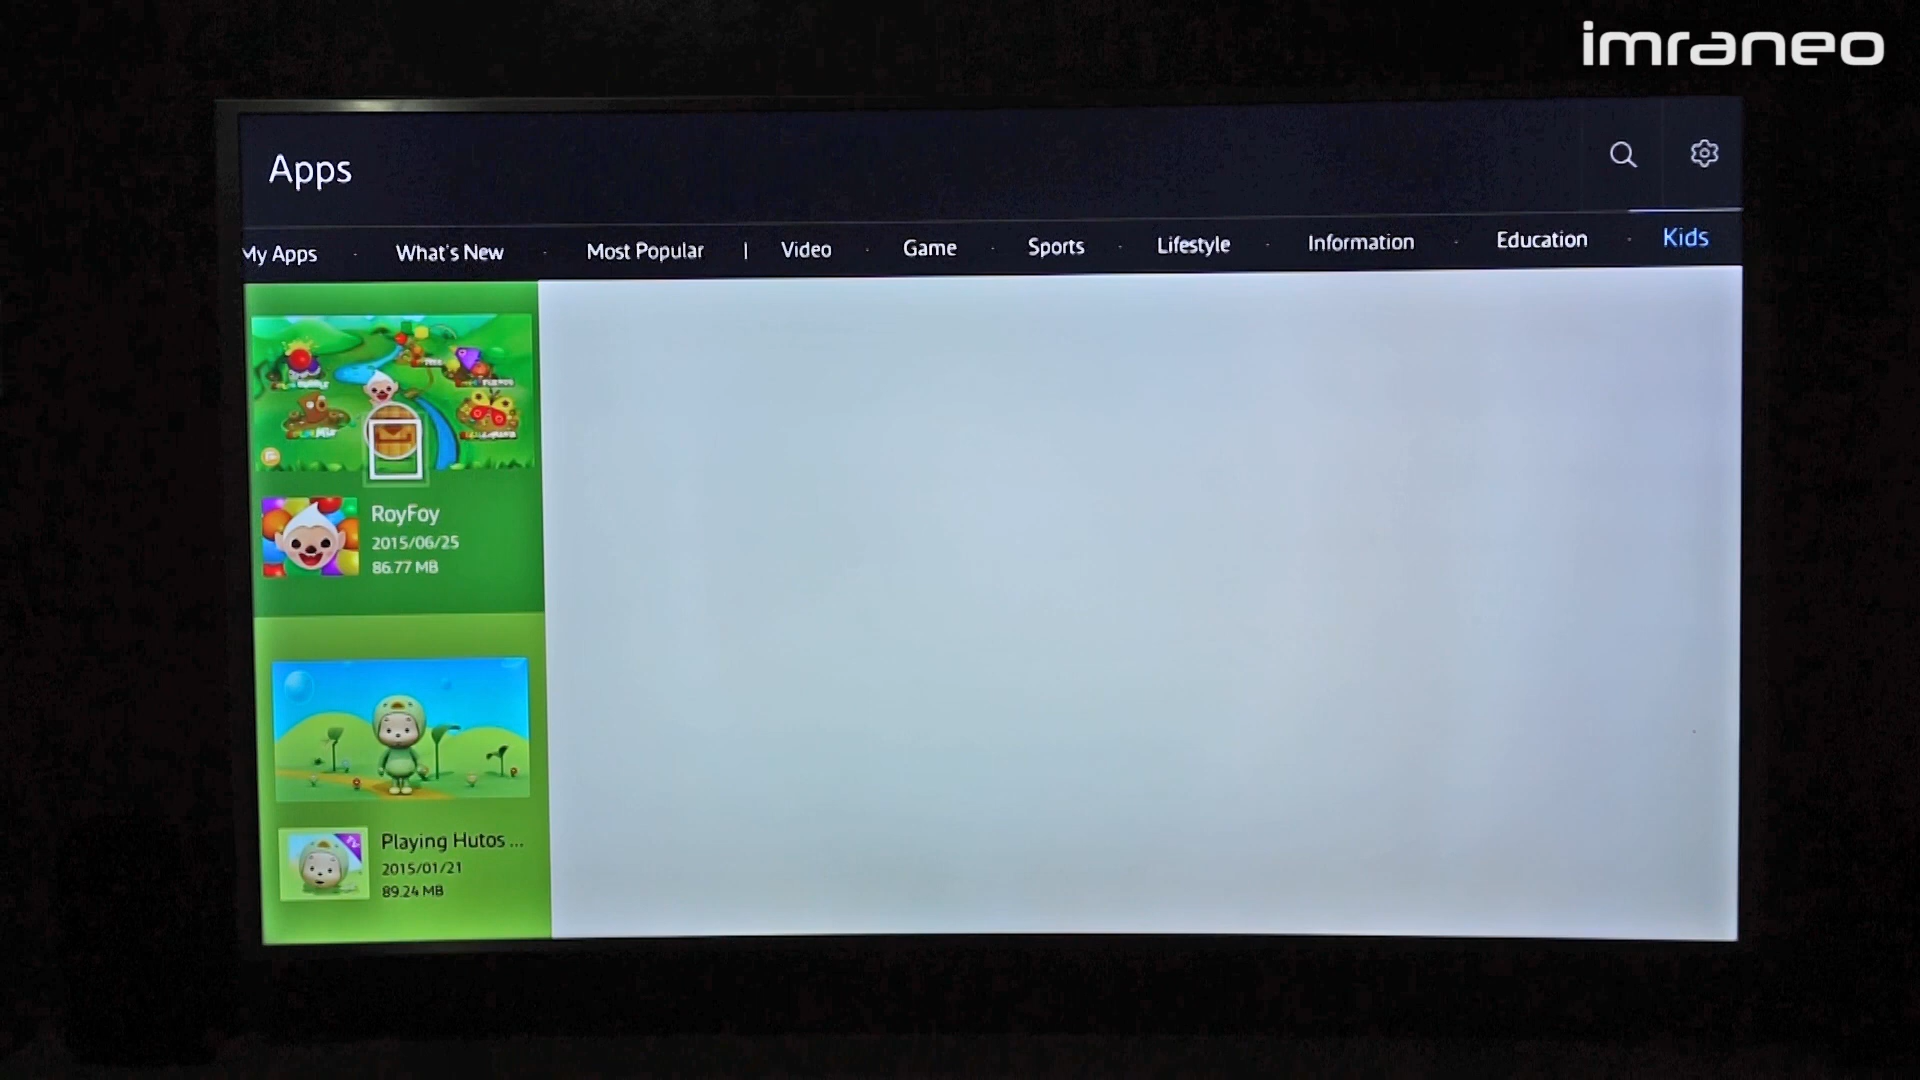 imraneo
Apps
My Apps · What's New · Most Popular | Video · Game · Sports · Lifestyle · Information · Education · Kids
RoyFoy
2015/06/25
86.77 MB
Playing Hutos ...
2015/01/21
89.24 MB